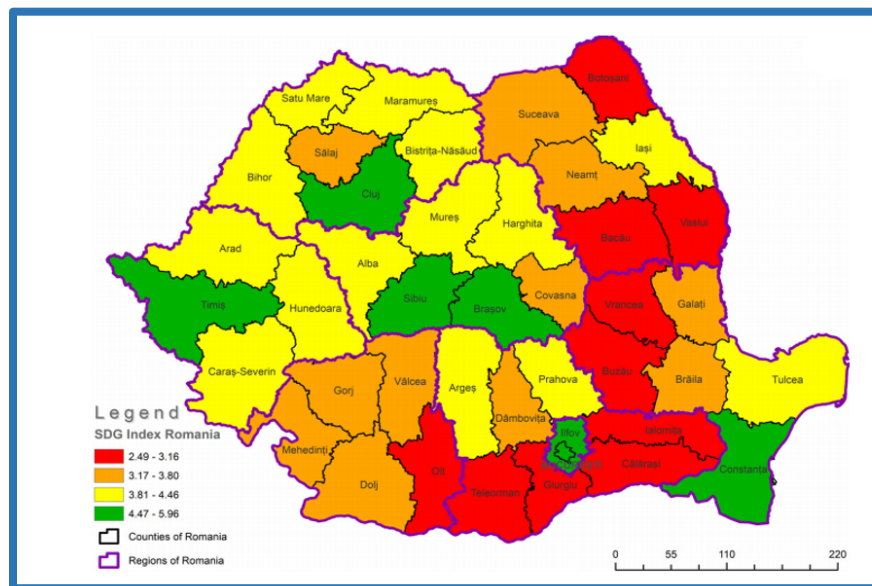 Botoșani
Satu Mare
Maramureș
Suceava
Iași
Sălaj
Bistrița-Năsăud
Neamț
Bihor
Cluj
Mureș
Harghita
Vaslui
Bacău
Arad
Alba
Timiș
Hunedoara
Sibiu
Brașov
Covasna
Vrancea
Galați
Caraș-Severin
Gorj
Vâlcea
Argeș
Prahova
Buzău
Brăila
Tulcea
Dâmbovița
Legend
SDG Index Romania
2.49 - 3.16
3.17 - 3.80
3.81 - 4.46
4.47 - 5.96
Counties of Romania
Regions of Romania
Mehedinți
Dolj
Olt
Teleorman
Giurgiu
Ilfov
Ialomița
Călărași
Constanța
0 55 110 220